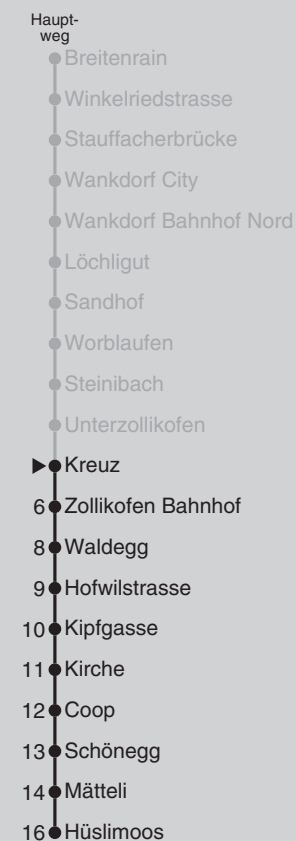 Haupt-
weg
Breitenrain
Winkelriedstrasse
Stauffacherbrücke
Wankdorf City
Wankdorf Bahnhof Nord
Löchligut
Sandhof
Worblaufen
Steinibach
Unterzollikofen
Kreuz
6 Zollikofen Bahnhof
8 Waldegg
9 Hofwilstrasse
10 Kipfgasse
11 Kirche
12 Coop
13 Schönegg
14 Mätteli
16 Hüslimoos